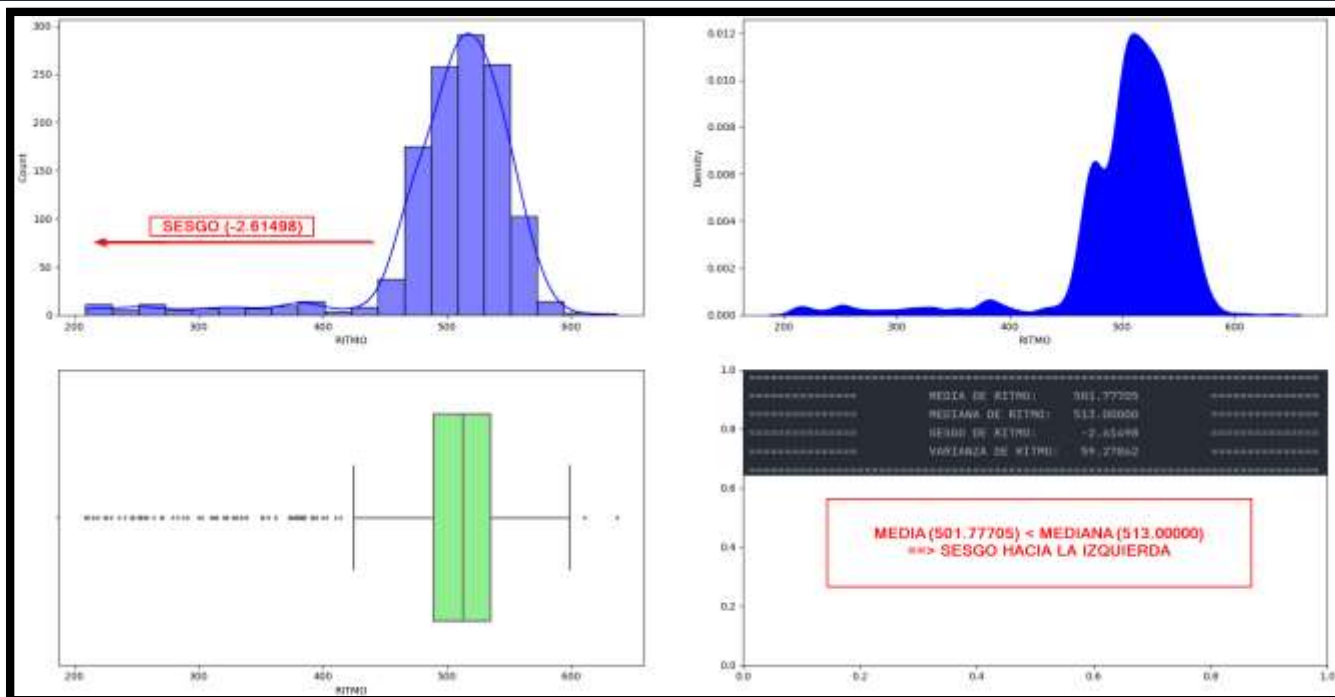 300
250
200
150
100
50
0
Count
SESGO (-2.61498)
200 300 400 500 600
RITMO
0.012
0.010
0.008
0.006
0.004
0.002
0.000
Density
200 300 400 500 600
RITMO
200 300 400 500 600
RITMO
1.0
0.8
0.6
0.4
0.2
0.0
MEDIA DE RITMO: 501.77705
MEDIANA DE RITMO: 513.00000
SESGO DE RITMO: -2.61498
VARIANZA DE RITMO: 59.27862
MEDIA (501.77705) < MEDIANA (513.00000)
==> SESGO HACIA LA IZQUIERDA
0.0 0.2 0.4 0.6 0.8 1.0